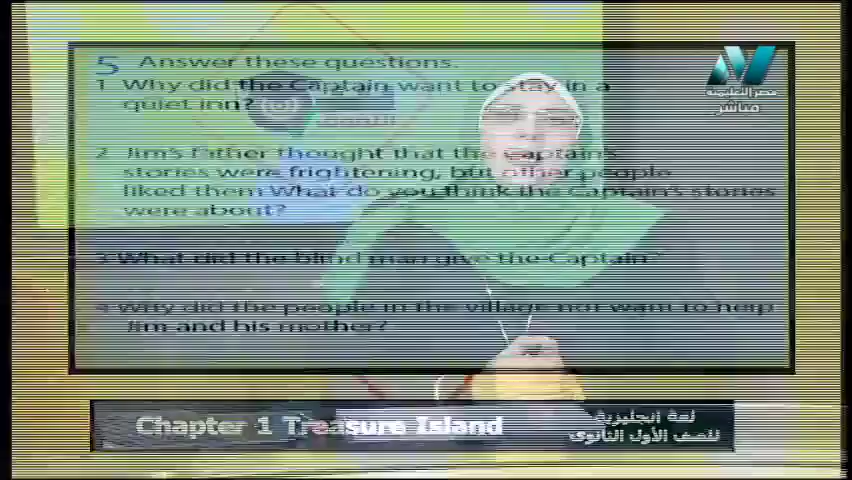 5 Answer these questions.
1 Why did the Captain want to stay in a
quiet inn?
2 Jim's father thought that the Captain's
stories were frightening, but other people
liked them What do you think the Captain's stories
were about?
3 What did the blind man give the Captain?
4 Why did the people in the village not want to help
Jim and his mother?
مصر التعليمية
مباشر
Chapter 1 Treasure Island
لغة إنجليزية
للصف الأول الثانوى